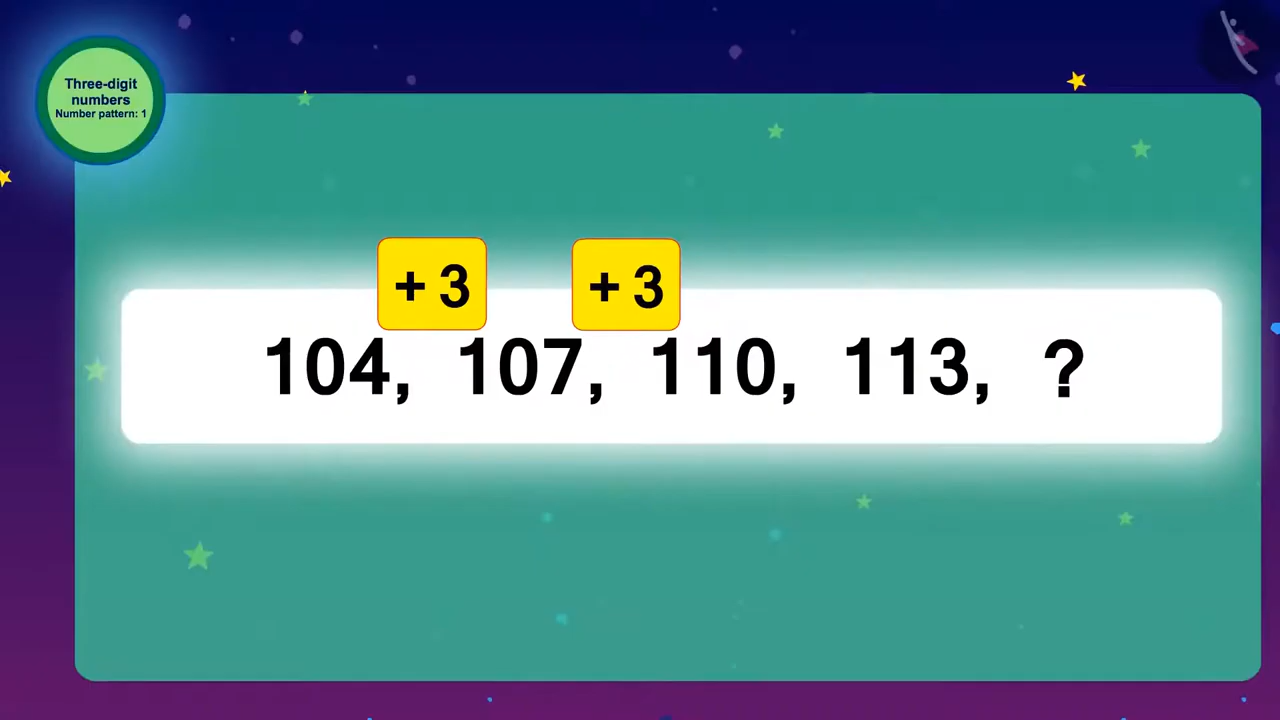 Three-digit
numbers
Number pattern: 1
+ 3 + 3
104, 107, 110, 113, ?